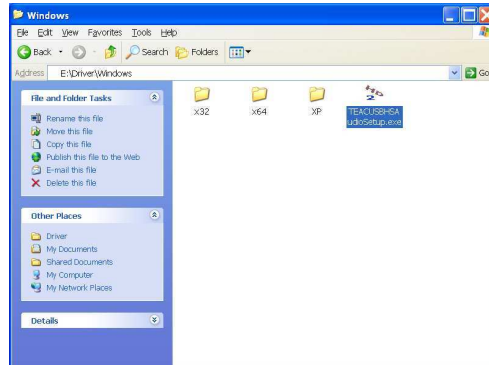 Windows
File Edit View Favorites Tools Help
Back Search Folders
Address E:\Driver\Windows Go
File and Folder Tasks
Rename this file
Move this file
Copy this file
Publish this file to the Web
E-mail this file
Delete this file
Other Places
Driver
My Documents
Shared Documents
My Computer
My Network Places
Details
x32 x64 XP TEACUSBHSA
udioSetup.exe